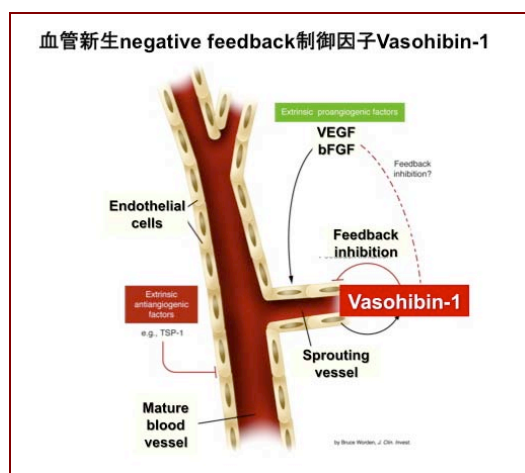 血管新生negative feedback制御因子Vasohibin-1
Extrinsic proangiogenic factors
VEGF
bFGF
Feedback
inhibition?
Endothelial
cells
Feedback
inhibition
Extrinsic
antiangiogenic
factors
e.g., TSP-1
Vasohibin-1
Sprouting
vessel
Mature
blood
vessel
by Bruce Worden, J Clin. Invest.